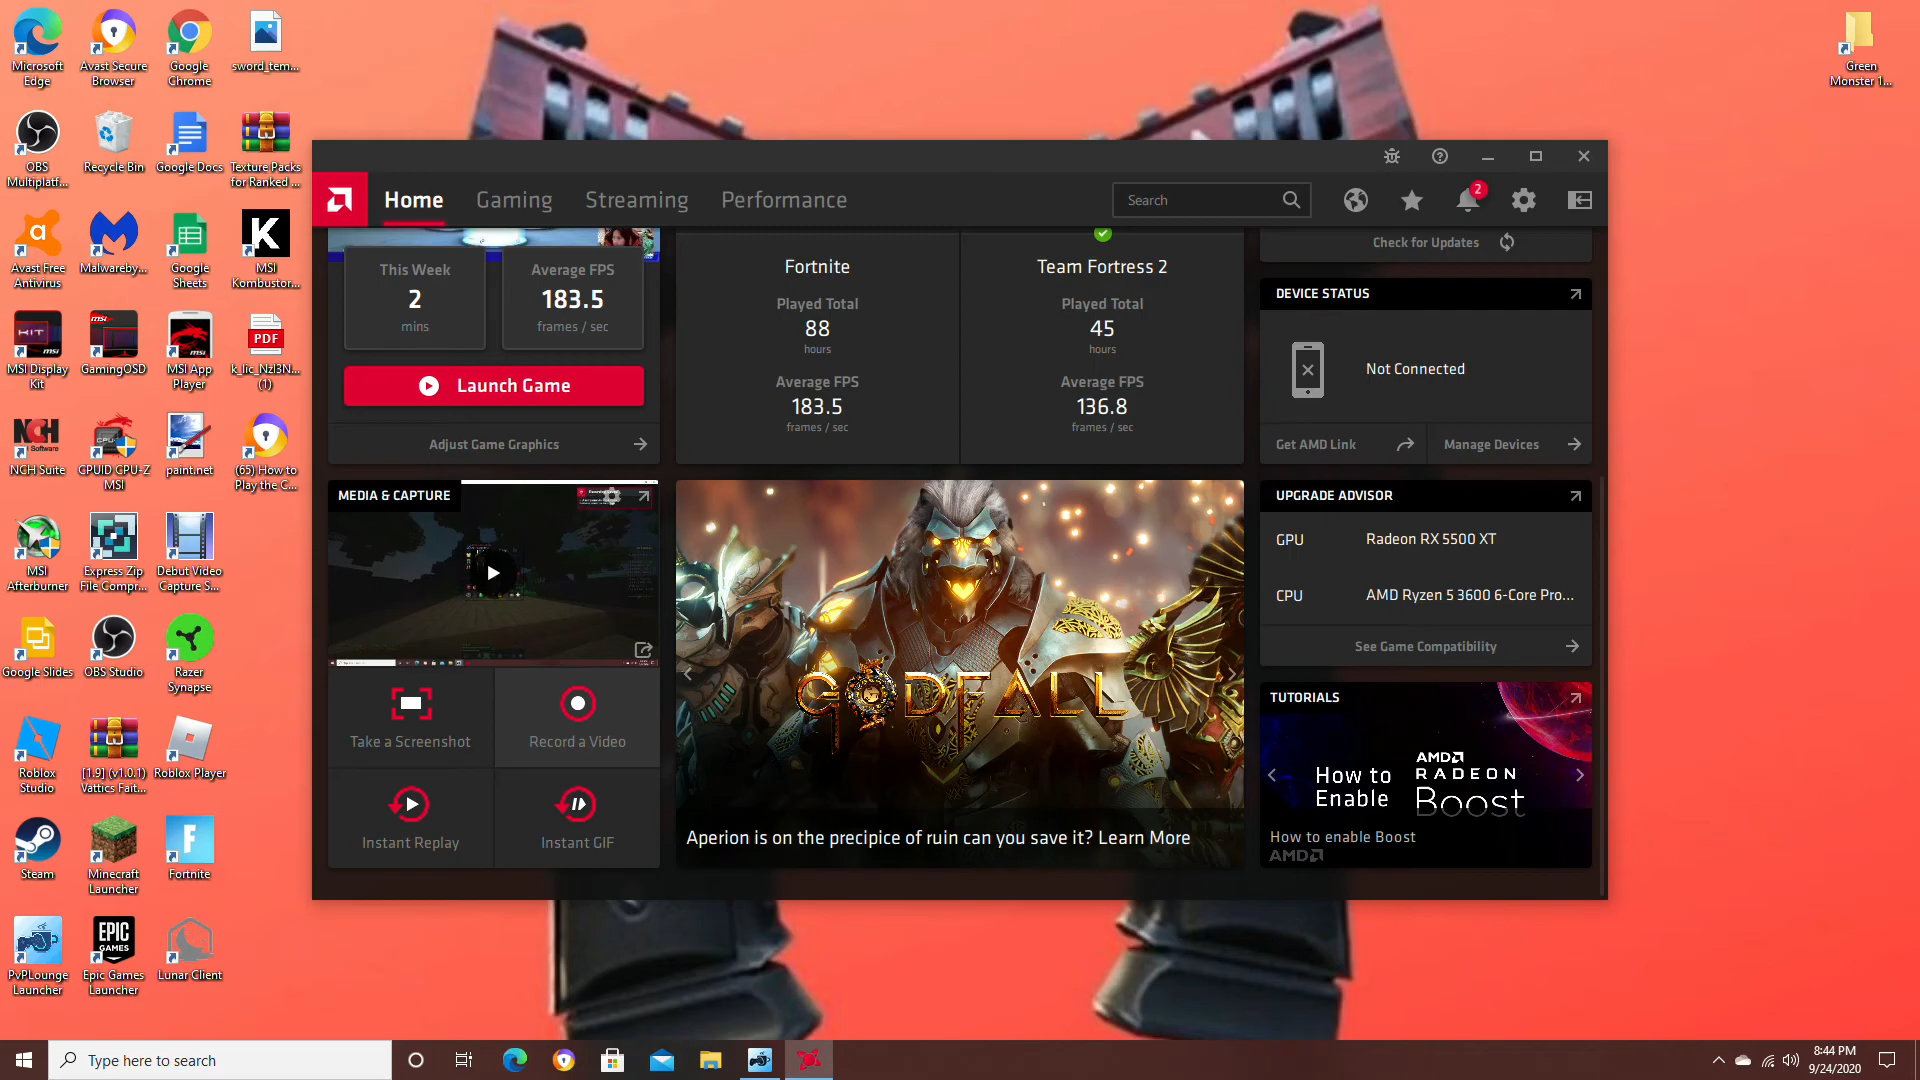 Microsoft
Edge
Avast Secure
Browser
Google
Chrome
sword_tem...
OBS
Multiplatf...
Recycle Bin
Google Docs
Texture Packs
for Ranked ...
Avast Free
Antivirus
Malwareby...
Google
Sheets
MSI
Kombustor...
MSI Display
Kit
GamingOSD
MSI App
Player
PDF
k_lic_Nzl3N...
(1)
NCH Suite
CPUID CPU-Z
MSI
paint.net
(65) How to
Play the C...
MSI
Afterburner
Express Zip
File Compr...
Debut Video
Capture S...
Google Slides
OBS Studio
Razer
Synapse
Roblox
Studio
[1.9] (v1.0.1)
Vattics Fait...
Roblox Player
Steam
Minecraft
Launcher
Fortnite
PvPLounge
Launcher
EPIC
GAMES
Epic Games
Launcher
Lunar Client
Green
Monster 1...
Home
Gaming
Streaming
Performance
Search
2
This Week
2
mins
Average FPS
183.5
frames / sec
Launch Game
Adjust Game Graphics
Fortnite
Played Total
88
hours
Average FPS
183.5
frames / sec
Team Fortress 2
Played Total
45
hours
Average FPS
136.8
frames / sec
Check for Updates
DEVICE STATUS
Not Connected
Get AMD Link
Manage Devices
MEDIA & CAPTURE
Take a Screenshot
Record a Video
Instant Replay
Instant GIF
GODFALL
Aperion is on the precipice of ruin can you save it? Learn More
UPGRADE ADVISOR
GPU
Radeon RX 5500 XT
CPU
AMD Ryzen 5 3600 6-Core Pro...
See Game Compatibility
TUTORIALS
How to
Enable
AMD
RADEON
Boost
How to enable Boost
AMD
Type here to search
8:44 PM
9/24/2020